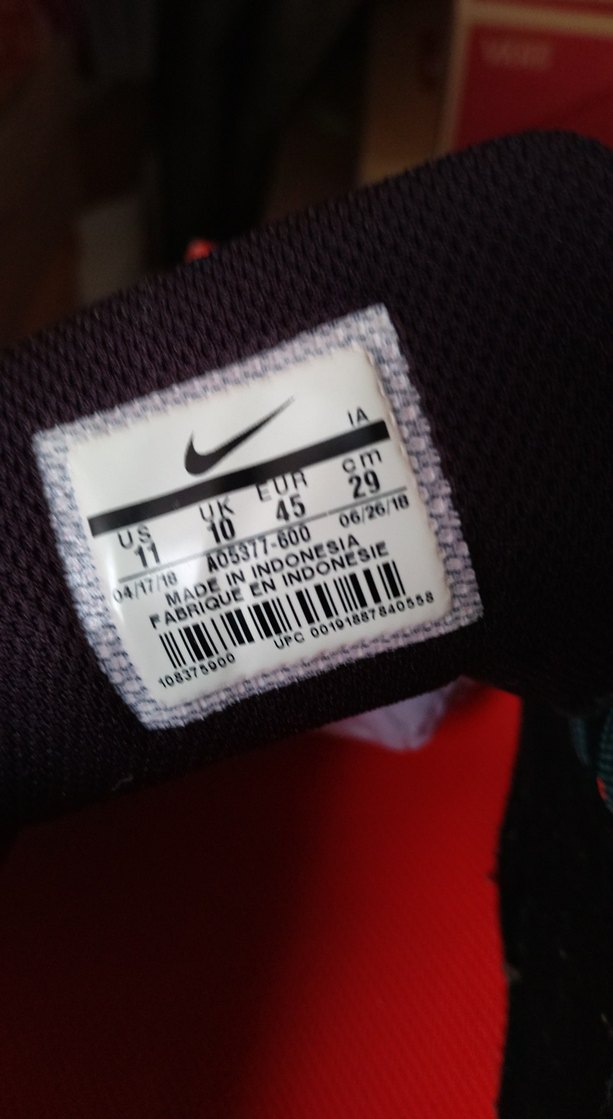 IA
US UK EUR cm
11 10 45 29
04/17/18 AO5377-600 06/26/18
MADE IN INDONESIA
FABRIQUE EN INDONESIE
108375900 UPC 00191887840558